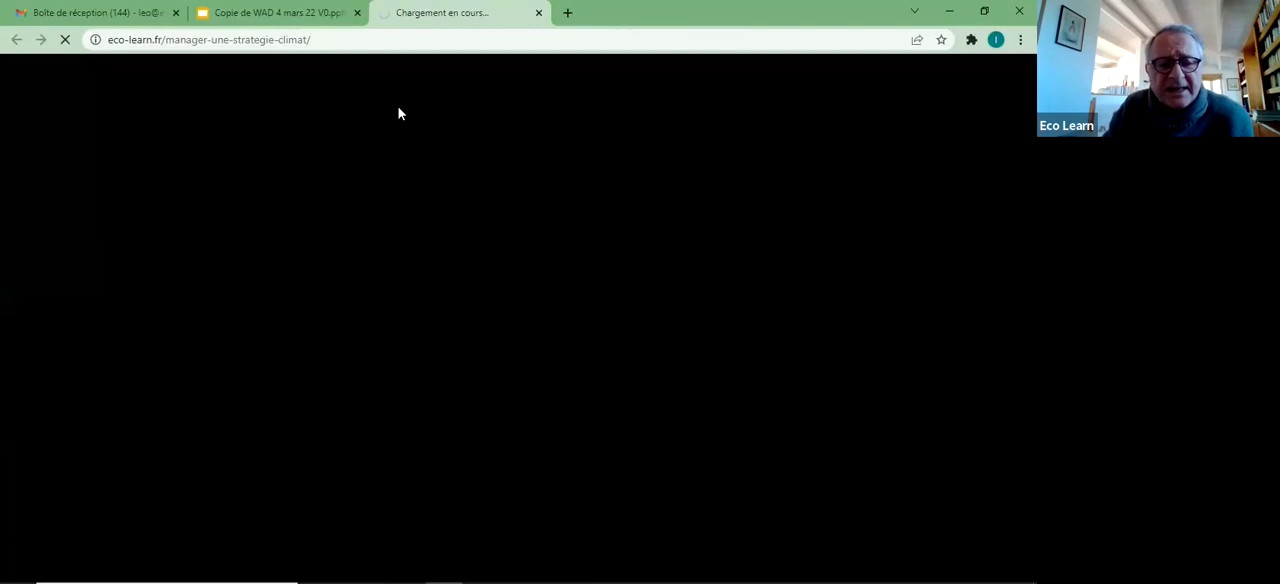 Boîte de réception (144) - leo@e
Copie de WAD 4 mars 22 V0.ppt
Chargement en cours...
eco-learn.fr/manager-une-strategie-climat/
I
Eco Learn